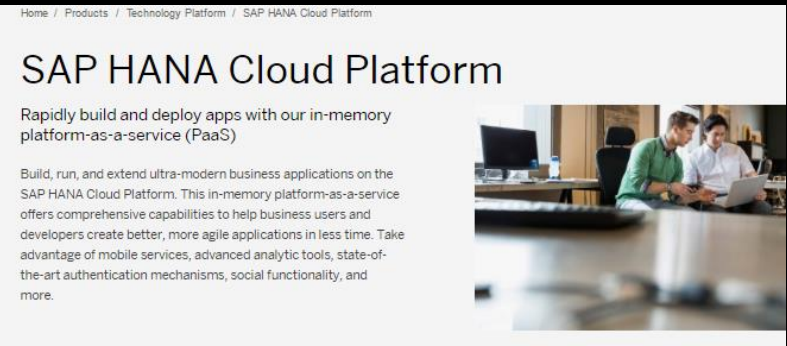 Home / Products / Technology Platform / SAP HANA Cloud Platform
SAP HANA Cloud Platform
Rapidly build and deploy apps with our in-memory
platform-as-a-service (PaaS)
Build, run, and extend ultra-modern business applications on the
SAP HANA Cloud Platform. This in-memory platform-as-a-service
offers comprehensive capabilities to help business users and
developers create better, more agile applications in less time. Take
advantage of mobile services, advanced analytic tools, state-of-
the-art authentication mechanisms, social functionality, and
more.